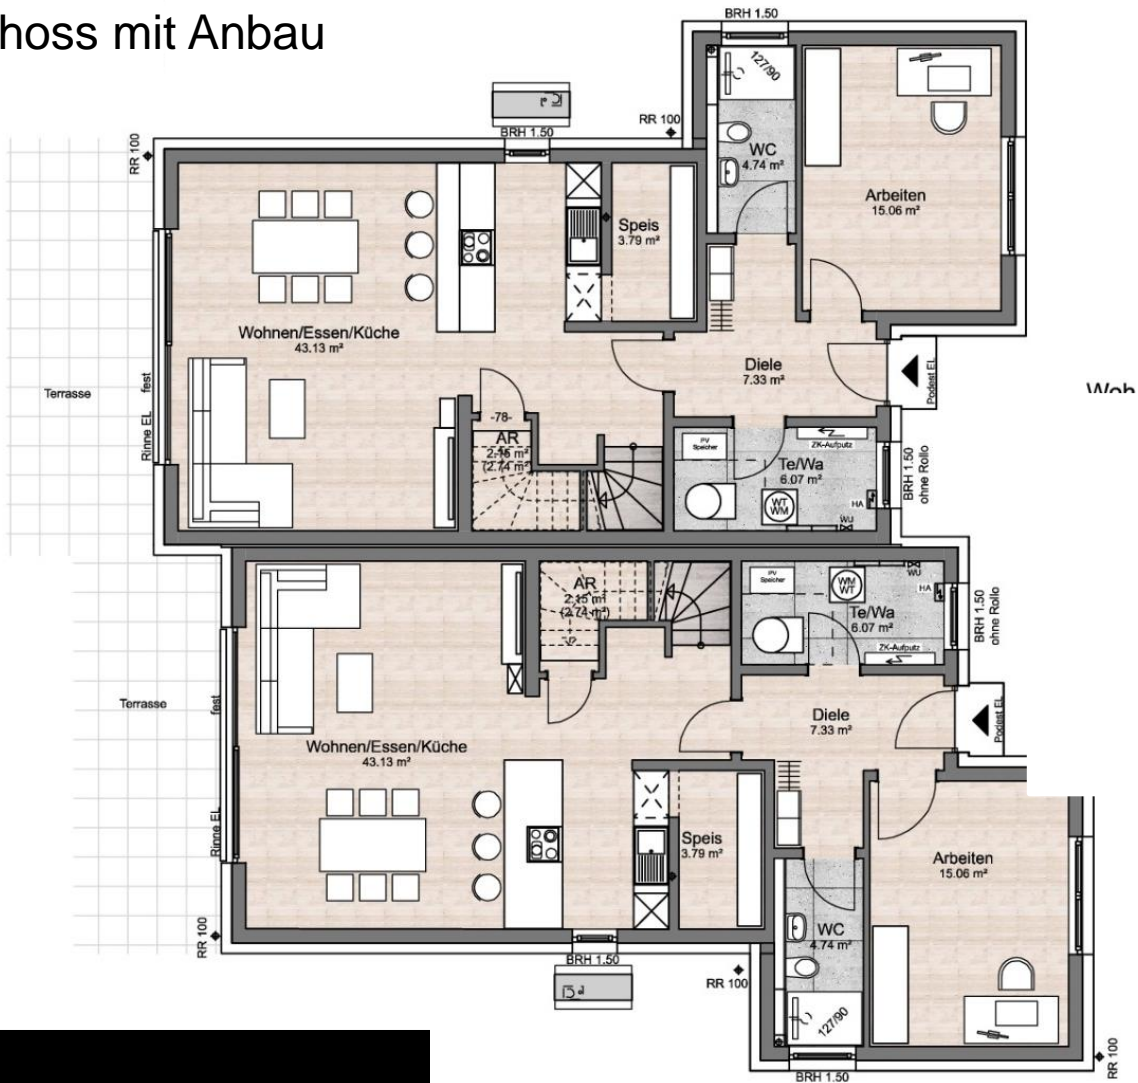 hoss mit Anbau
BRH 1.50
127/90
RR 100
BRH 1.50
RR 100
WC
4.74 m²
Arbeiten
15.06 m²
Speis
3.79 m²
Wohnen/Essen/Küche
43.13 m²
Diele
7.33 m²
Podest EL
Terrasse
fest
Rinne EL
-78-
AR
2.15 m²
(2.74 m²)
PV
Speicher
ZK-Aufputz
Te/Wa
6.07 m²
HA
WT
WM
WU
BRH 1.50
ohne Rollo
Woh
AR
2.15 m²
(2.74 m²)
PV
Speicher
WM
WT
WU
HA
Te/Wa
6.07 m²
ZK-Aufputz
BRH 1.50
ohne Rollo
Terrasse
fest
Rinne EL
Diele
7.33 m²
Podest EL
Wohnen/Essen/Küche
43.13 m²
Speis
3.79 m²
Arbeiten
15.06 m²
WC
4.74 m²
RR 100
BRH 1.50
RR 100
127/90
RR 100
BRH 1.50